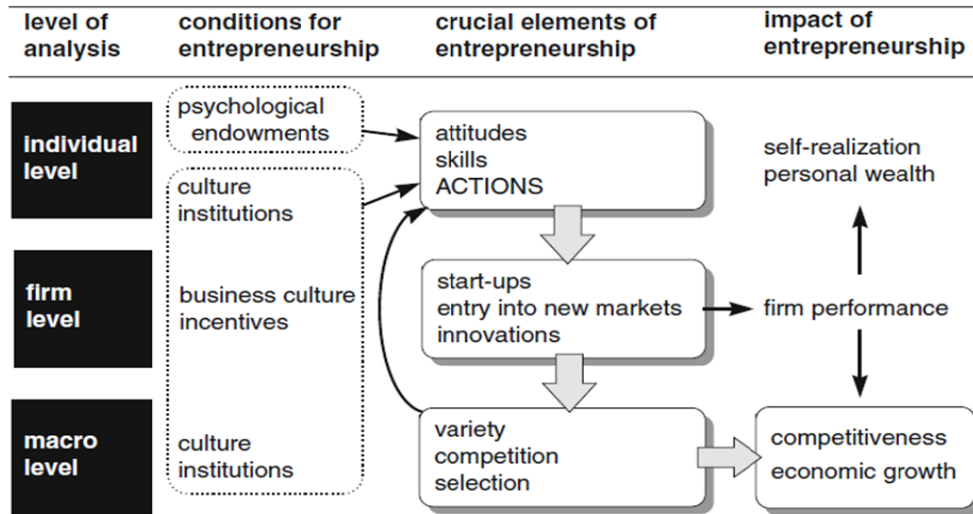 level of
analysis
conditions for
entrepreneurship
crucial elements of
entrepreneurship
impact of
entrepreneurship
individual
level
psychological
endowments
culture
institutions
attitudes
skills
ACTIONS
self-realization
personal wealth
firm
level
business culture
incentives
start-ups
entry into new markets
innovations
firm performance
macro
level
culture
institutions
variety
competition
selection
competitiveness
economic growth